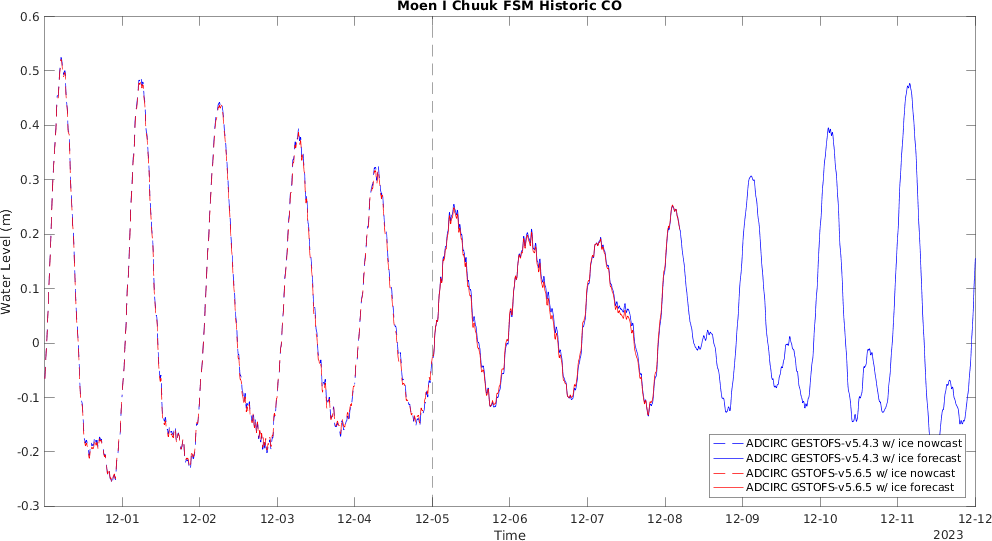 Moen I Chuuk FSM Historic CO
0.6
0.5
0.4
0.3
0.2
0.1
0
-0.1
-0.2
-0.3
Water Level (m)
ADCIRC GESTOFS-v5.4.3 w/ ice nowcast
ADCIRC GESTOFS-v5.4.3 w/ ice forecast
ADCIRC GSTOFS-v5.6.5 w/ ice nowcast
ADCIRC GSTOFS-v5.6.5 w/ ice forecast
12-01 12-02 12-03 12-04 12-05 12-06 12-07 12-08 12-09 12-10 12-11 12-12
Time
2023